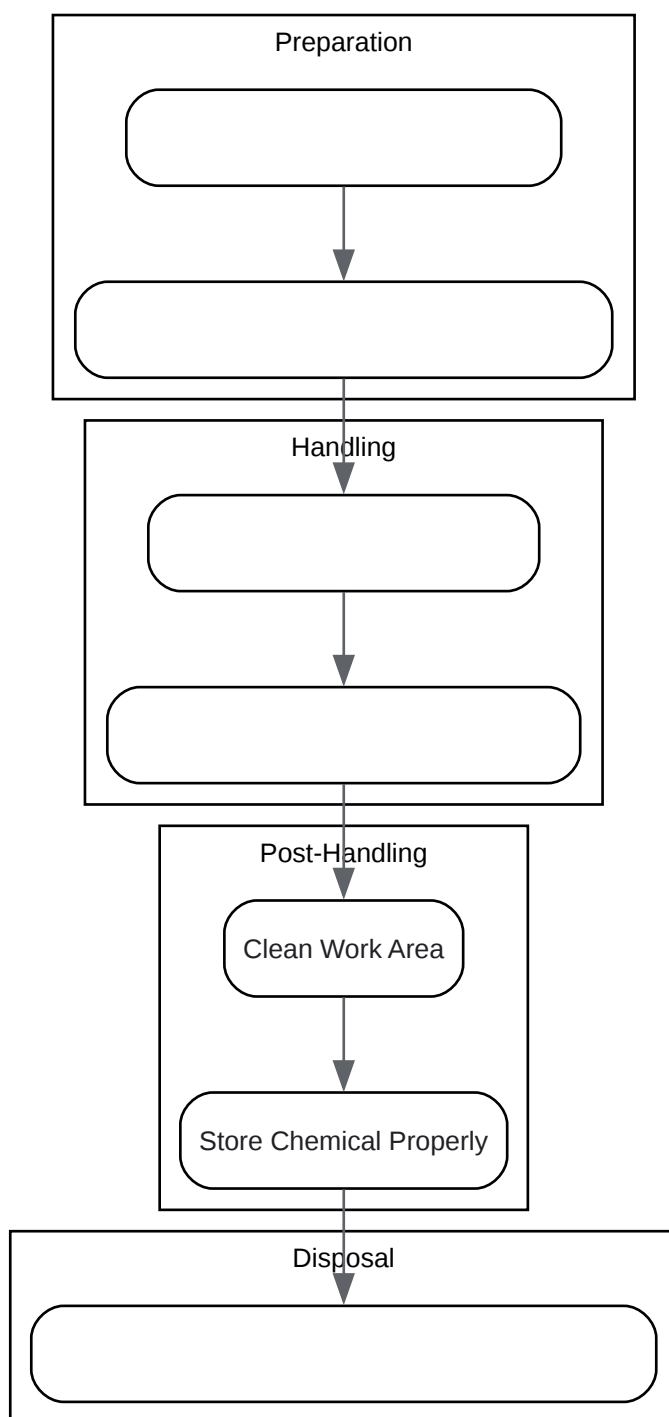 Preparation
Handling
Post-Handling
Clean Work Area
Store Chemical Properly
Disposal